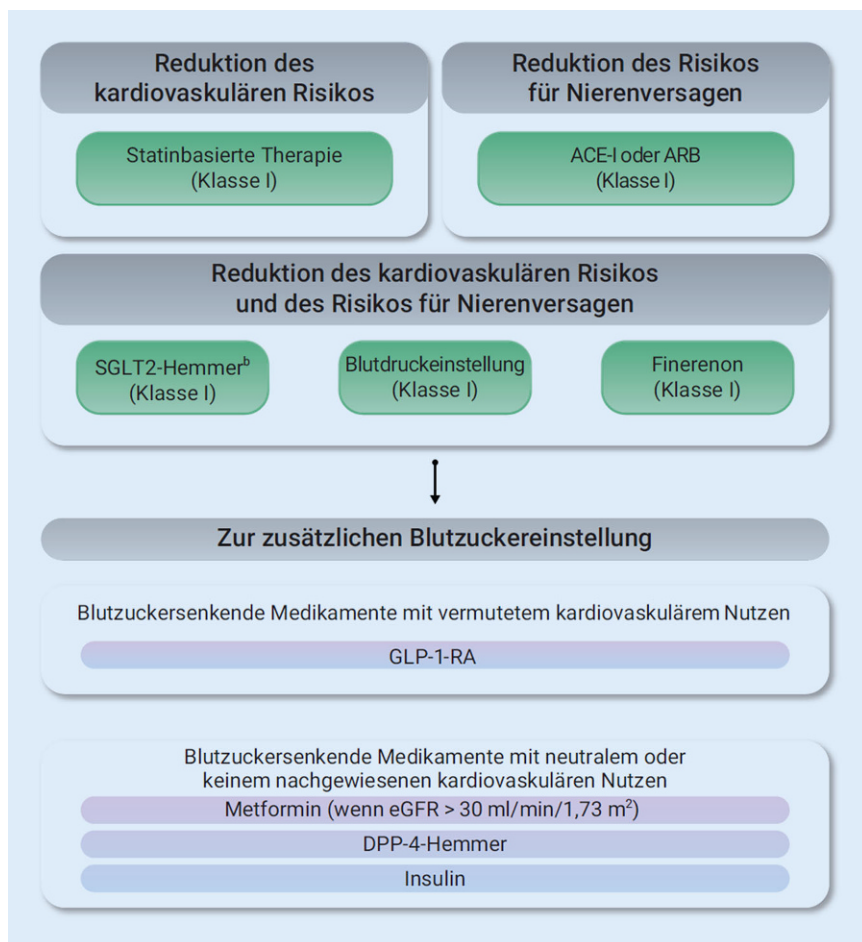 Reduktion des
kardiovaskulären Risikos
Statinbasierte Therapie
(Klasse I)
Reduktion des Risikos
für Nierenversagen
ACE-I oder ARB
(Klasse I)
Reduktion des kardiovaskulären Risikos
und des Risikos für Nierenversagen
SGLT2-Hemmerᵇ
(Klasse I)
Blutdruckeinstellung
(Klasse I)
Finerenon
(Klasse I)
Zur zusätzlichen Blutzuckereinstellung
Blutzuckersenkende Medikamente mit vermutetem kardiovaskulärem Nutzen
GLP-1-RA
Blutzuckersenkende Medikamente mit neutralem oder
keinem nachgewiesenen kardiovaskulären Nutzen
Metformin (wenn eGFR > 30 ml/min/1,73 m²)
DPP-4-Hemmer
Insulin